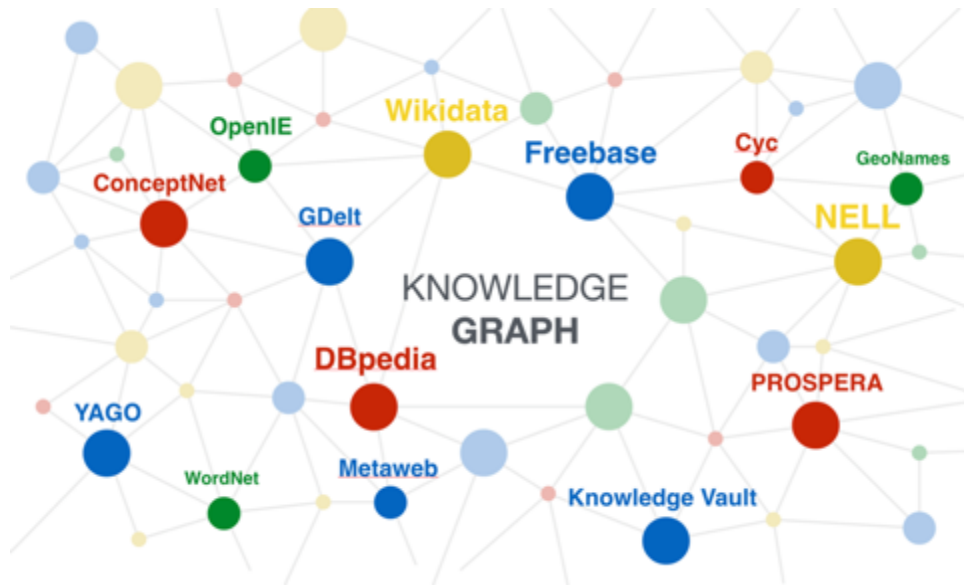 Wikidata
OpenIE
Freebase
Cyc
GeoNames
ConceptNet
GDelt
NELL
KNOWLEDGE
GRAPH
DBpedia
PROSPERA
YAGO
Metaweb
WordNet
Knowledge Vault